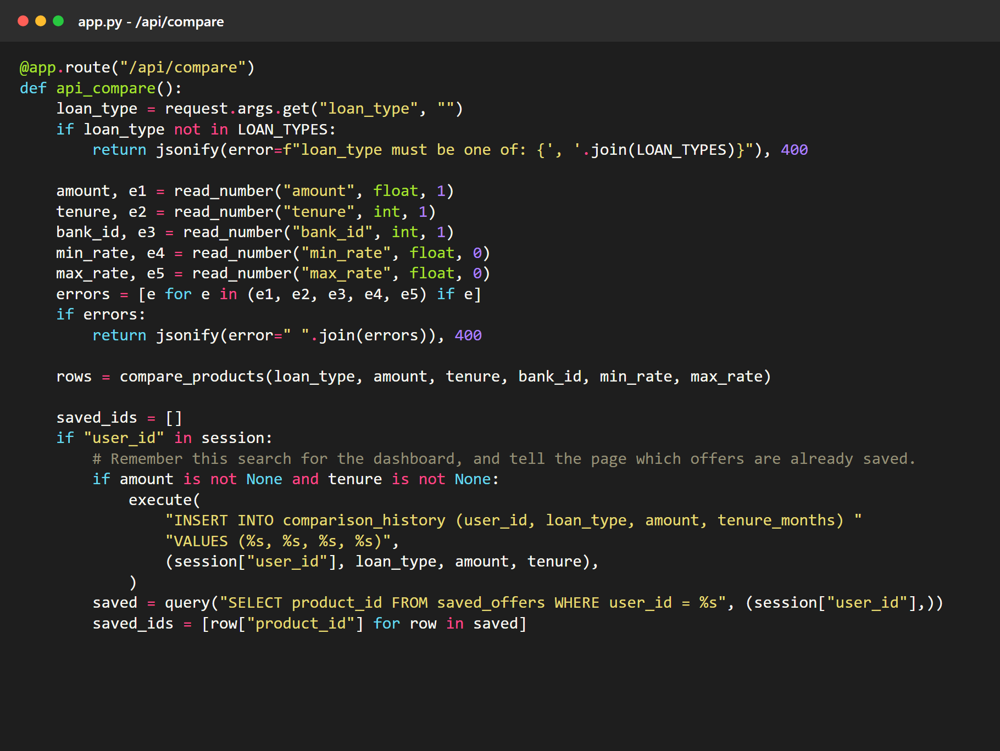 app.py - /api/compare
@app.route("/api/compare")
def api_compare():
    loan_type = request.args.get("loan_type", "")
    if loan_type not in LOAN_TYPES:
        return jsonify(error=f"loan_type must be one of: {', '.join(LOAN_TYPES)}"), 400

    amount, e1 = read_number("amount", float, 1)
    tenure, e2 = read_number("tenure", int, 1)
    bank_id, e3 = read_number("bank_id", int, 1)
    min_rate, e4 = read_number("min_rate", float, 0)
    max_rate, e5 = read_number("max_rate", float, 0)
    errors = [e for e in (e1, e2, e3, e4, e5) if e]
    if errors:
        return jsonify(error=" ".join(errors)), 400

    rows = compare_products(loan_type, amount, tenure, bank_id, min_rate, max_rate)

    saved_ids = []
    if "user_id" in session:
        # Remember this search for the dashboard, and tell the page which offers are already saved.
        if amount is not None and tenure is not None:
            execute(
                "INSERT INTO comparison_history (user_id, loan_type, amount, tenure_months) "
                "VALUES (%s, %s, %s, %s)",
                (session["user_id"], loan_type, amount, tenure),
            )
        saved = query("SELECT product_id FROM saved_offers WHERE user_id = %s", (session["user_id"],))
        saved_ids = [row["product_id"] for row in saved]